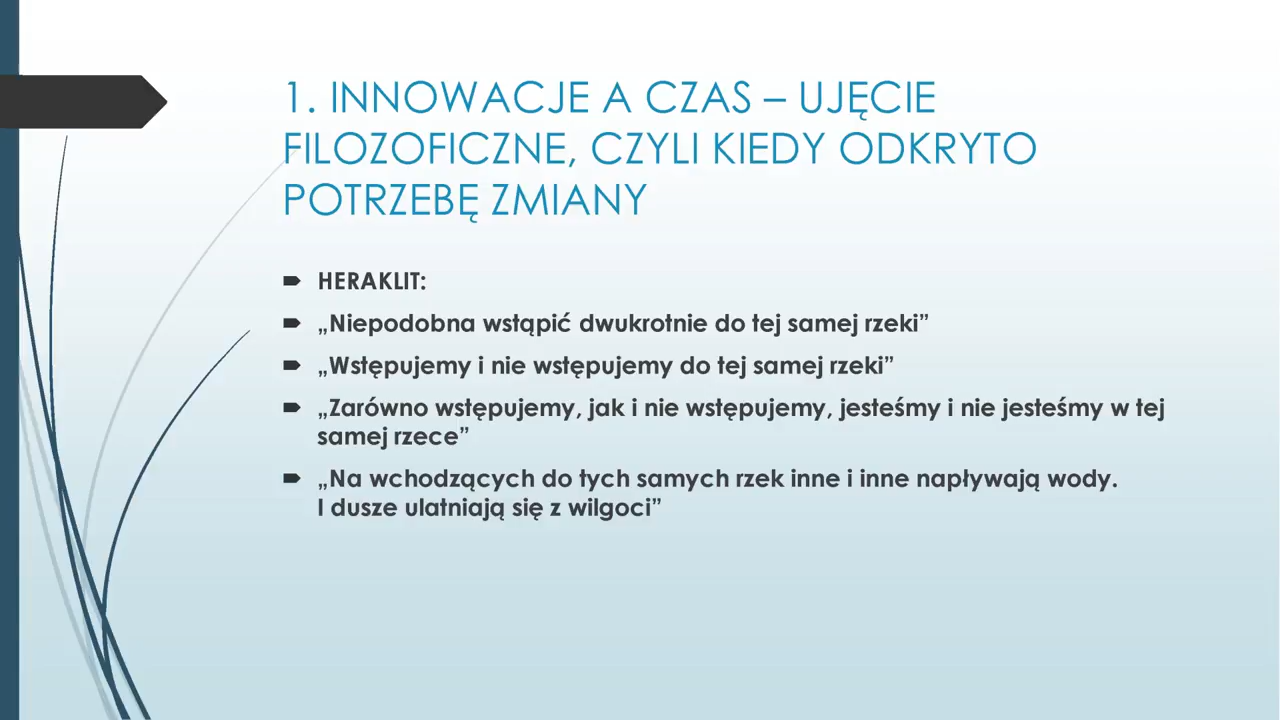 1. INNOWACJE A CZAS – UJĘCIE
FILOZOFICZNE, CZYLI KIEDY ODKRYTO
POTRZEBĘ ZMIANY
HERAKLIT:
„Niepodobna wstąpić dwukrotnie do tej samej rzeki”
„Wstępujemy i nie wstępujemy do tej samej rzeki”
„Zarówno wstępujemy, jak i nie wstępujemy, jesteśmy i nie jesteśmy w tej
samej rzece”
„Na wchodzących do tych samych rzek inne i inne napływają wody.
I dusze ulatniają się z wilgoci”